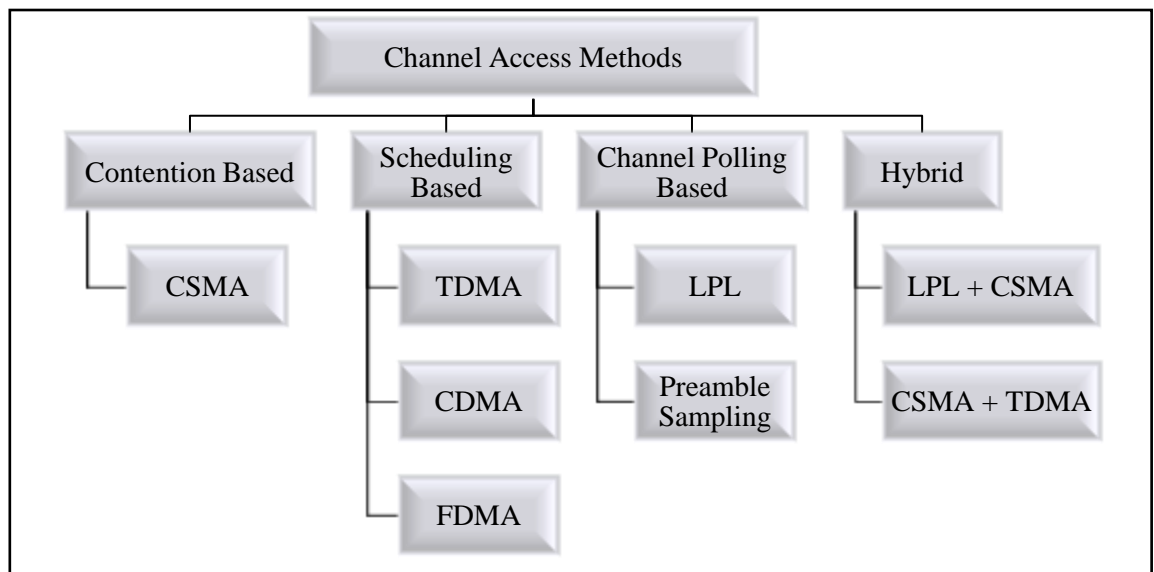 Channel Access Methods
Contention Based
Scheduling
Based
Channel Polling
Based
Hybrid
CSMA
TDMA
CDMA
FDMA
LPL
Preamble
Sampling
LPL + CSMA
CSMA + TDMA